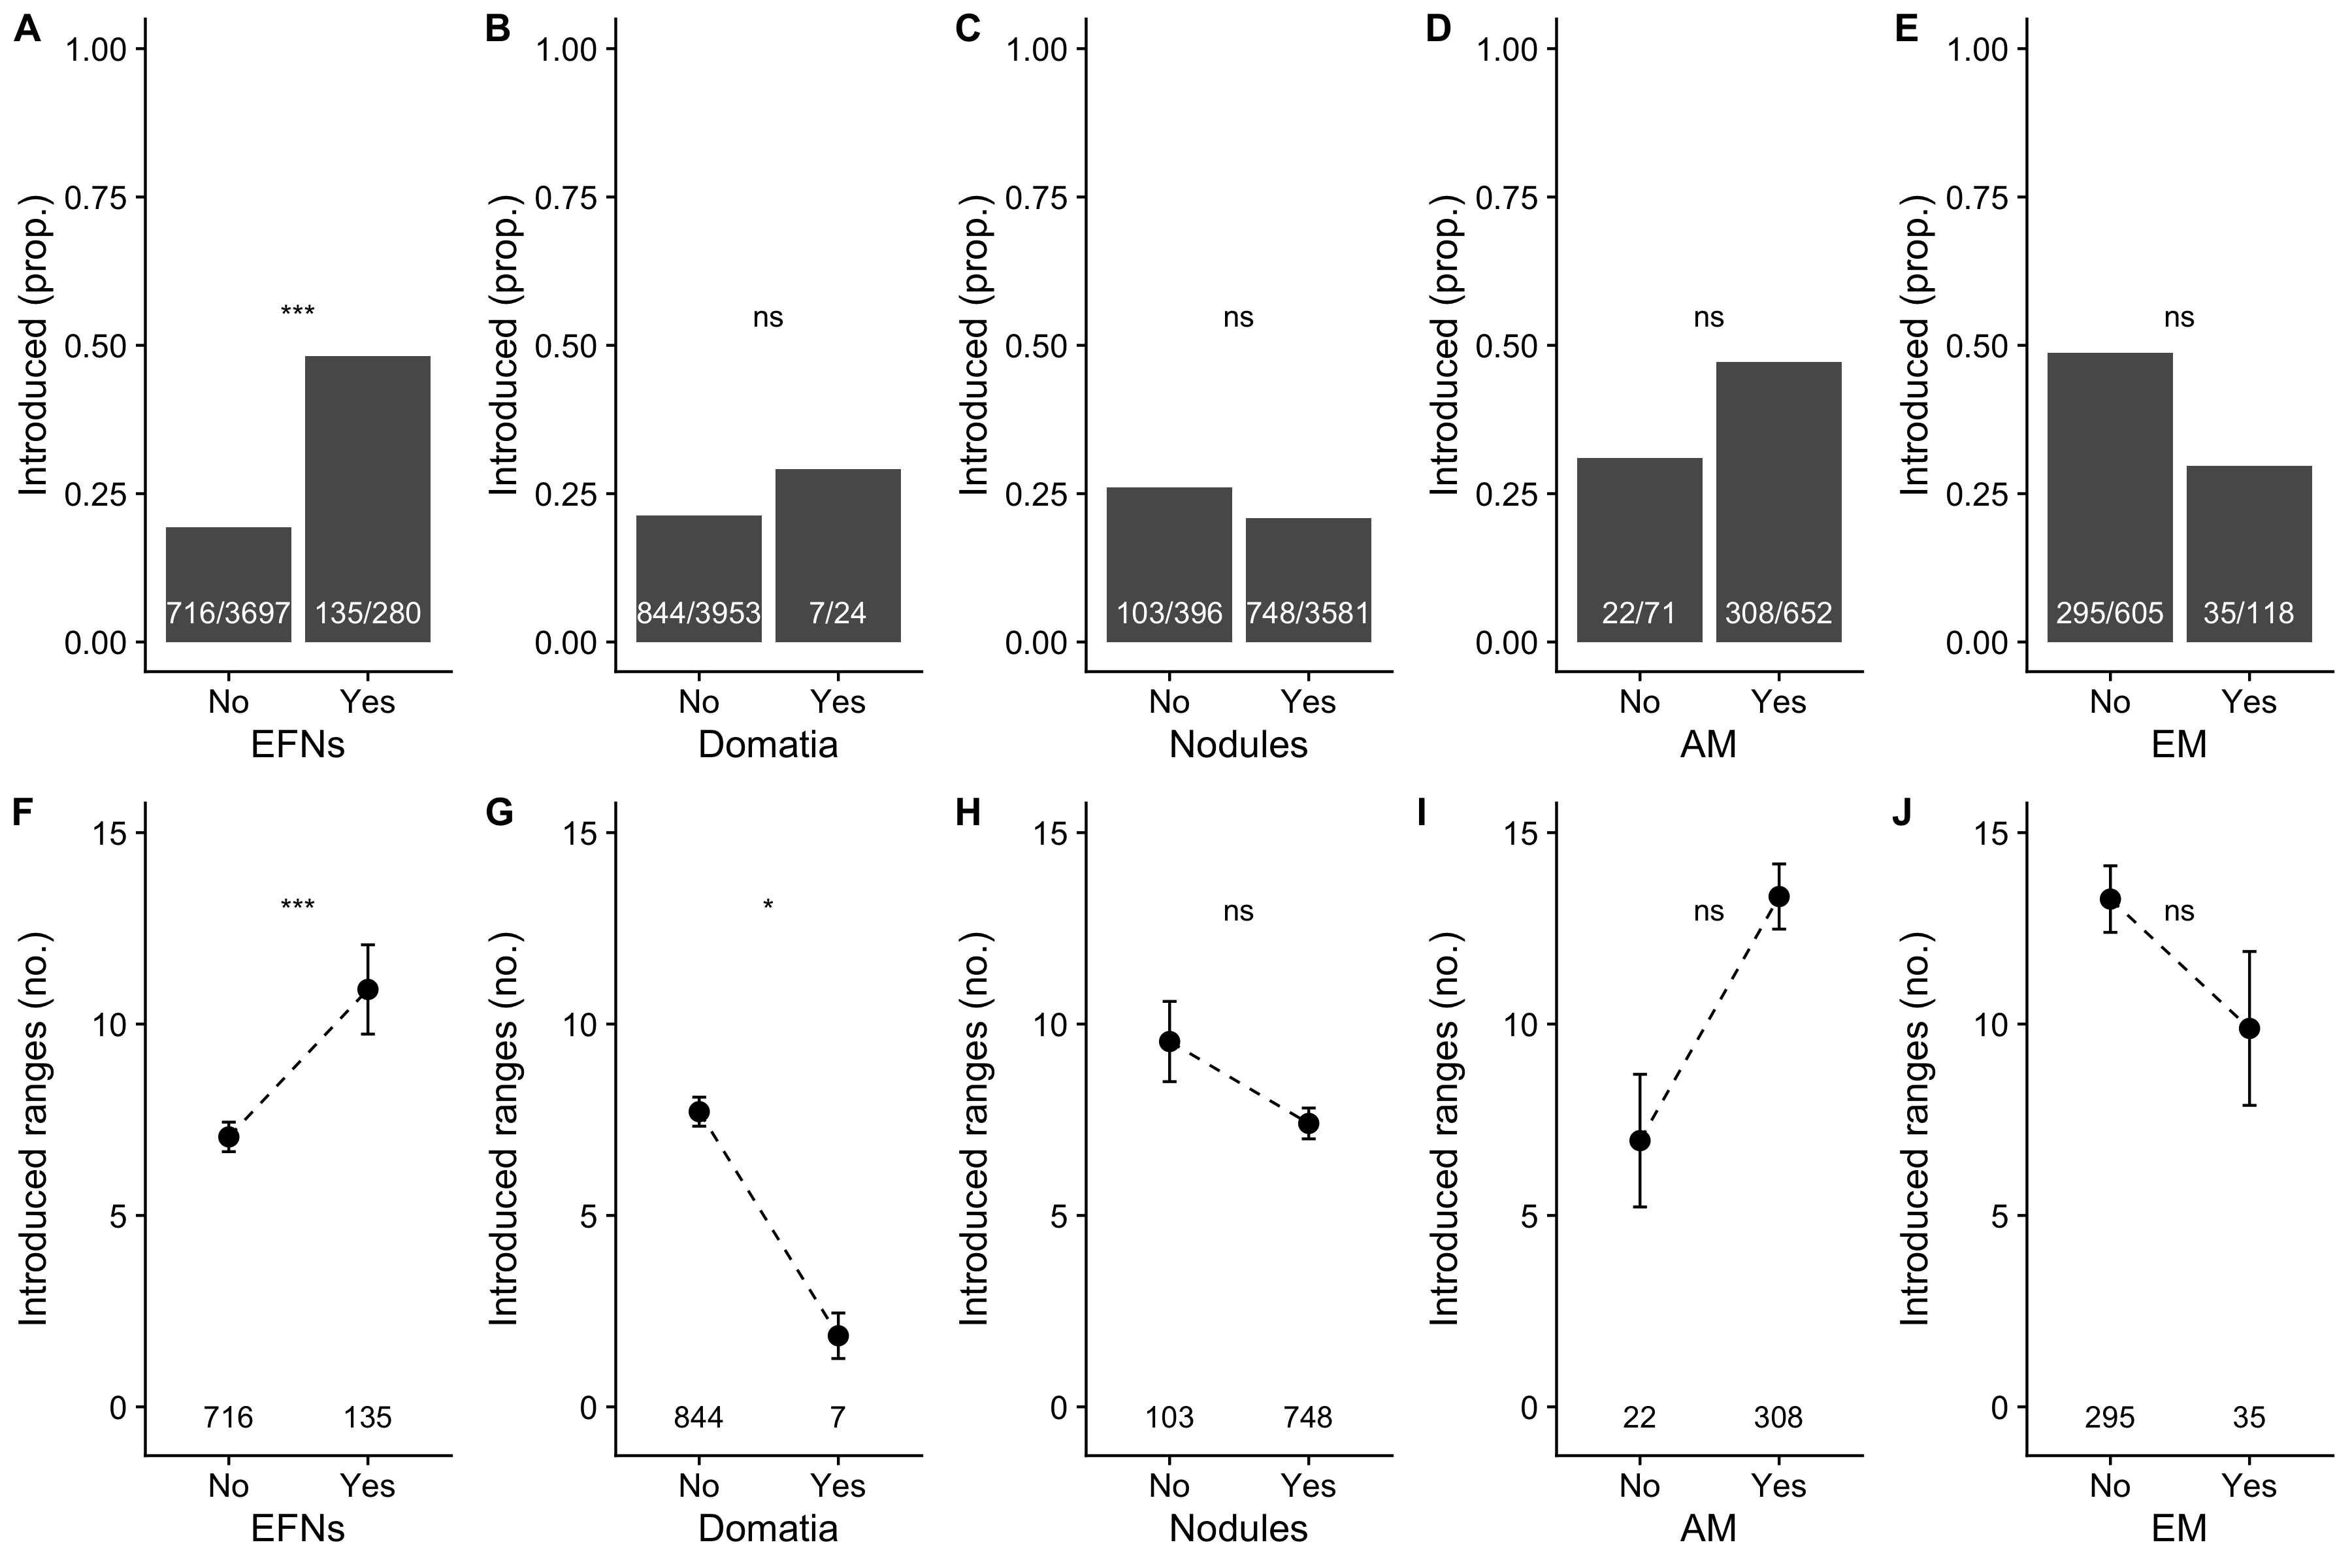 A
Introduced (prop.)
1.00
0.75
0.50
0.25
0.00
***
716/3697 135/280
No Yes
EFNs
B
Introduced (prop.)
1.00
0.75
0.50
0.25
0.00
ns
844/3953 7/24
No Yes
Domatia
C
Introduced (prop.)
1.00
0.75
0.50
0.25
0.00
ns
103/396 748/3581
No Yes
Nodules
D
Introduced (prop.)
1.00
0.75
0.50
0.25
0.00
ns
22/71 308/652
No Yes
AM
E
Introduced (prop.)
1.00
0.75
0.50
0.25
0.00
ns
295/605 35/118
No Yes
EM
F
Introduced ranges (no.)
15
10
5
0
***
716 135
No Yes
EFNs
G
Introduced ranges (no.)
15
10
5
0
*
844 7
No Yes
Domatia
H
Introduced ranges (no.)
15
10
5
0
ns
103 748
No Yes
Nodules
I
Introduced ranges (no.)
15
10
5
0
ns
22 308
No Yes
AM
J
Introduced ranges (no.)
15
10
5
0
ns
295 35
No Yes
EM